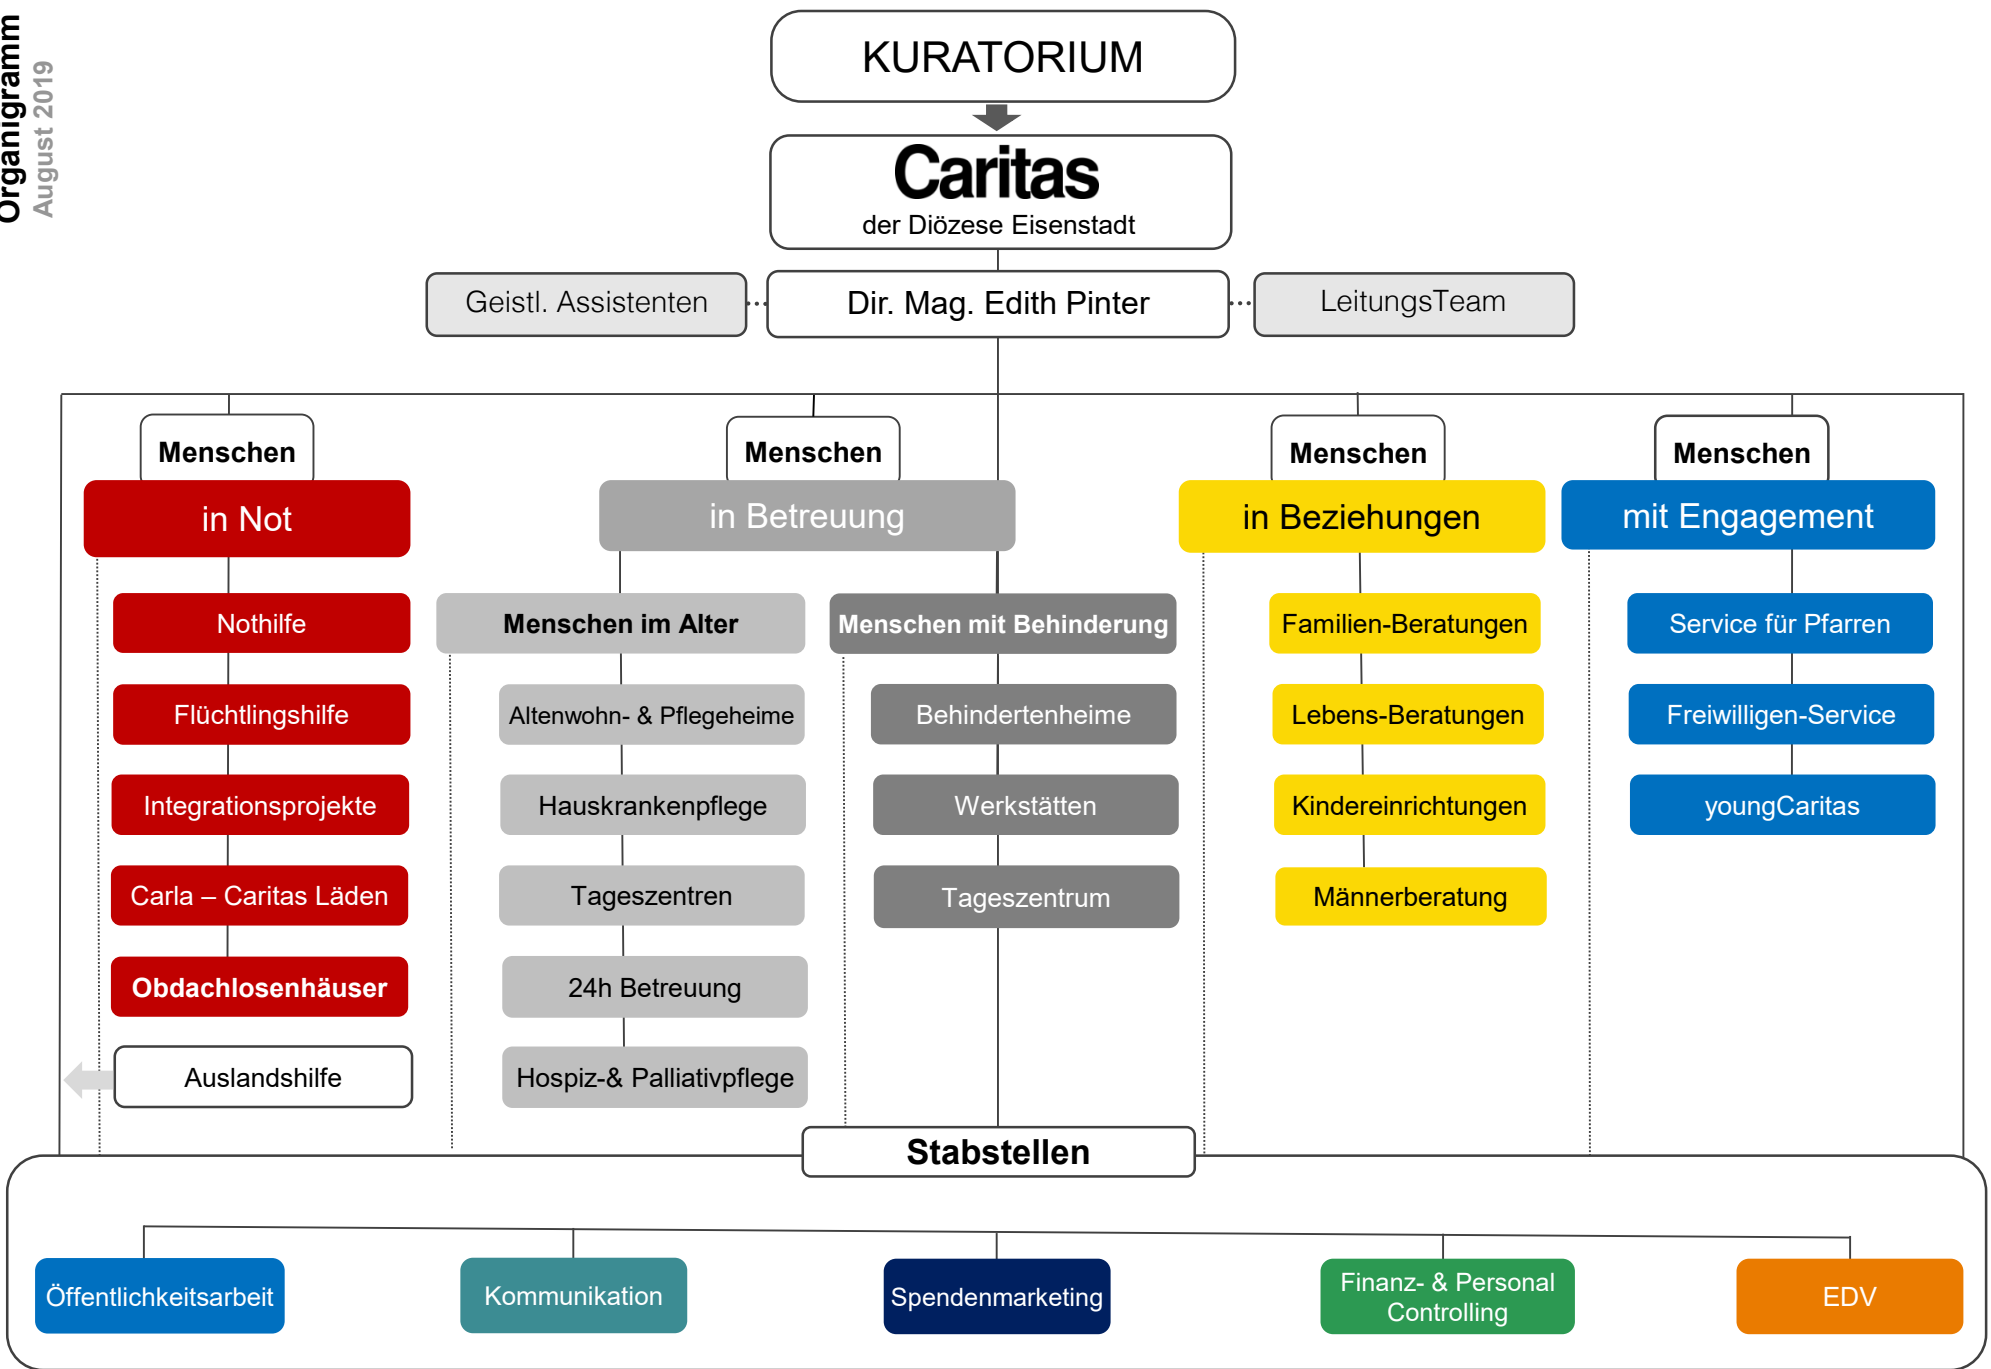 Organigramm
August 2019
KURATORIUM
Caritas
der Diözese Eisenstadt
Geistl. Assistenten
Dir. Mag. Edith Pinter
LeitungsTeam
Menschen
in Not
Nothilfe
Flüchtlingshilfe
Integrationsprojekte
Carla – Caritas Läden
Obdachlosenhäuser
Auslandshilfe
Menschen
in Betreuung
Menschen im Alter
Altenwohn- & Pflegeheime
Hauskrankenpflege
Tageszentren
24h Betreuung
Hospiz-& Palliativpflege
Menschen mit Behinderung
Behindertenheime
Werkstätten
Tageszentrum
Menschen
in Beziehungen
Familien-Beratungen
Lebens-Beratungen
Kindereinrichtungen
Männerberatung
Menschen
mit Engagement
Service für Pfarren
Freiwilligen-Service
youngCaritas
Stabstellen
Öffentlichkeitsarbeit
Kommunikation
Spendenmarketing
Finanz- & Personal
Controlling
EDV